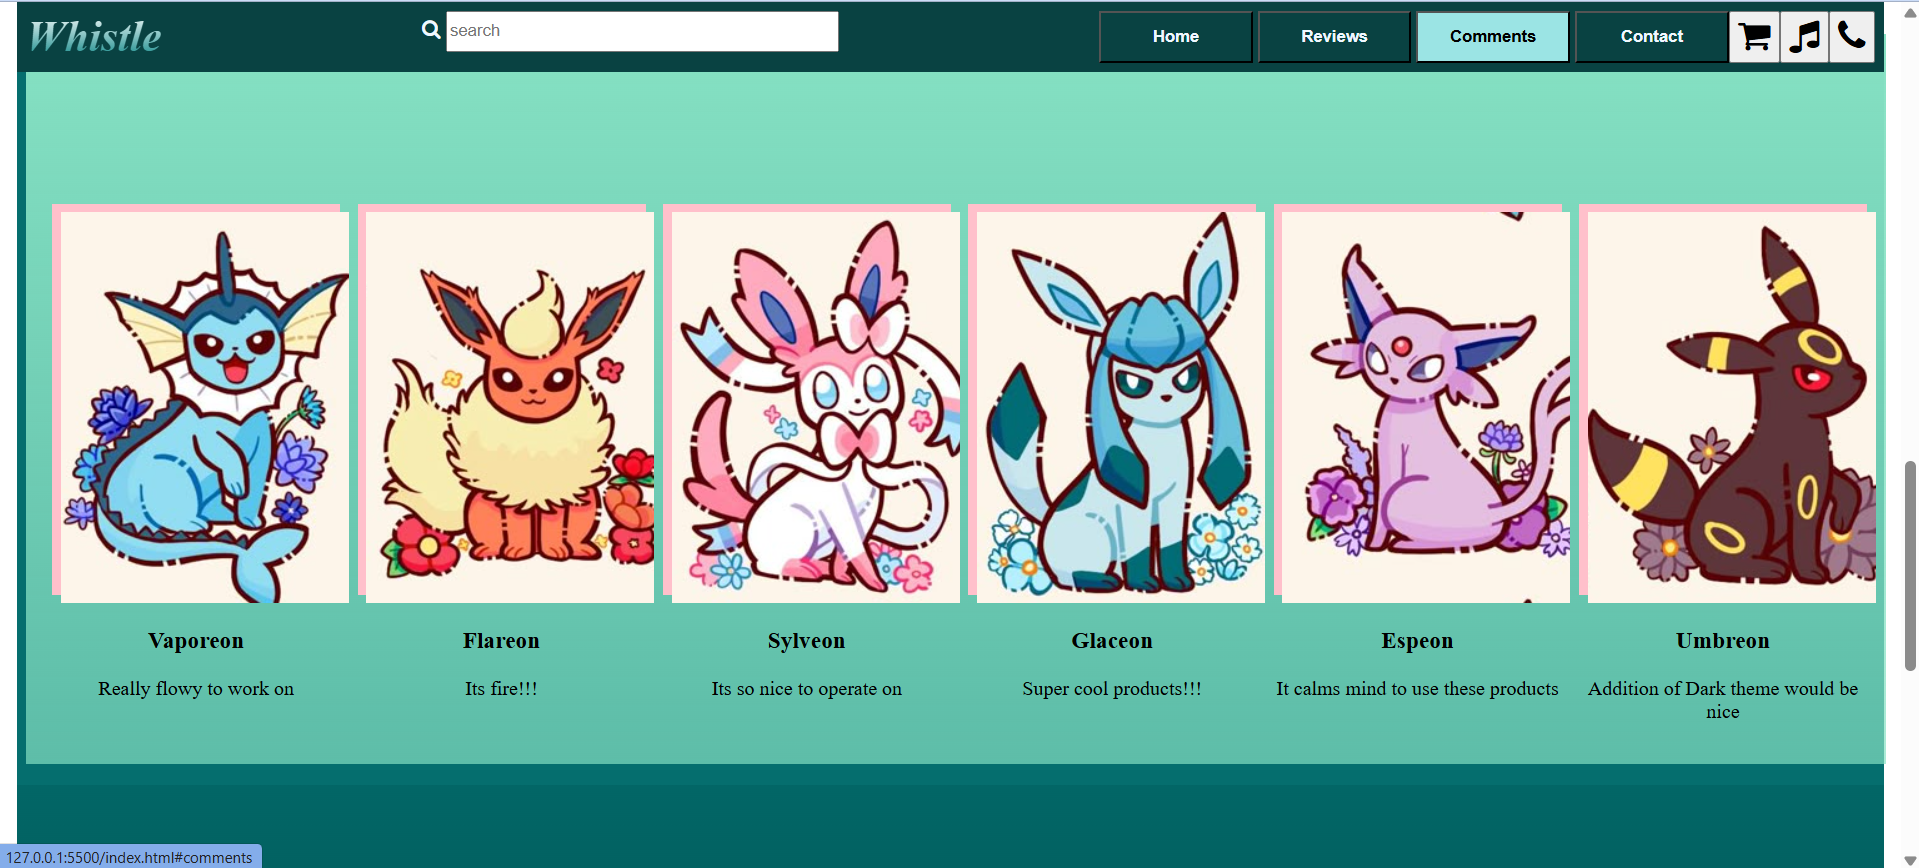 Whistle
search
Home
Reviews
Comments
Contact
Vaporeon
Flareon
Sylveon
Glaceon
Espeon
Umbreon
Really flowy to work on
Its fire!!!
Its so nice to operate on
Super cool products!!!
It calms mind to use these products
Addition of Dark theme would be
nice
127.0.0.1:5500/index.html#comments